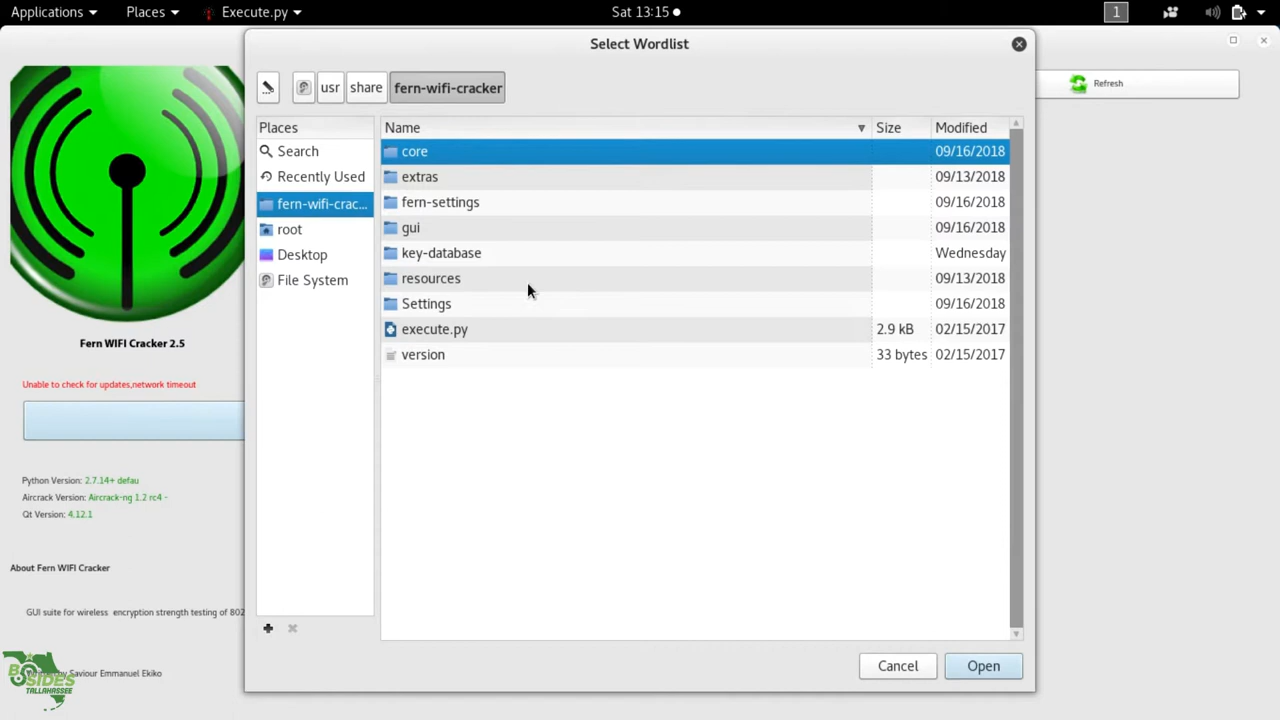 Applications Places Execute.py Sat 13:15 1
Select Wordlist
usr share fern-wifi-cracker
Refresh
Places Name Size Modified
Search core 09/16/2018
Recently Used extras 09/13/2018
fern-wifi-crac... fern-settings 09/16/2018
root gui 09/16/2018
Desktop key-database Wednesday
File System resources 09/13/2018
Settings 09/16/2018
execute.py 2.9 kB 02/15/2017
version 33 bytes 02/15/2017
Fern WIFI Cracker 2.5
Unable to check for updates,network timeout
Python Version: 2.7.14+ defau
Aircrack Version: Aircrack-ng 1.2 rc4 -
Qt Version: 4.12.1
About Fern WIFI Cracker
GUI suite for wireless encryption strength testing of 802
by Saviour Emmanuel Ekiko
BSIDES
TALLAHASSEE
Cancel Open